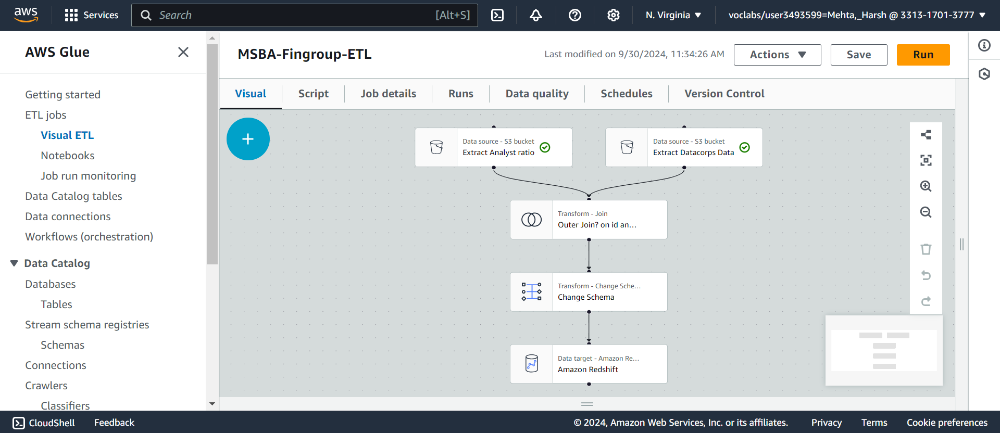 aws
Services
Search
[Alt+S]
N. Virginia
voclabs/user3493599=Mehta,_Harsh @ 3313-1701-3777
AWS Glue
Getting started
ETL jobs
Visual ETL
Notebooks
Job run monitoring
Data Catalog tables
Data connections
Workflows (orchestration)
Data Catalog
Databases
Tables
Stream schema registries
Schemas
Connections
Crawlers
Classifiers
MSBA-Fingroup-ETL
Last modified on 9/30/2024, 11:34:26 AM
Actions
Save
Run
Visual
Script
Job details
Runs
Data quality
Schedules
Version Control
Data source - S3 bucket
Extract Analyst ratio
Data source - S3 bucket
Extract Datacorps Data
Transform - Join
Outer Join? on id an...
Transform - Change Sche...
Change Schema
Data target - Amazon Re...
Amazon Redshift
CloudShell
Feedback
© 2024, Amazon Web Services, Inc. or its affiliates.
Privacy
Terms
Cookie preferences